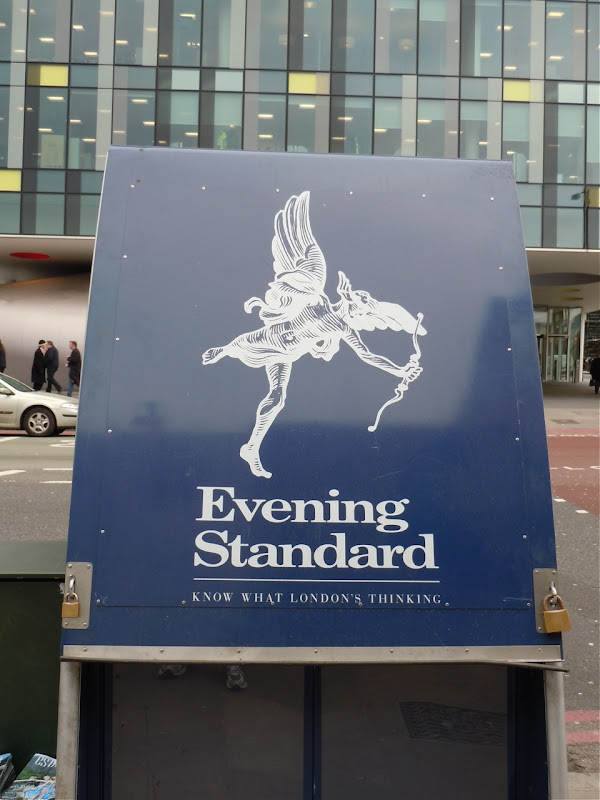 Evening
Standard
KNOW WHAT LONDON'S THINKING